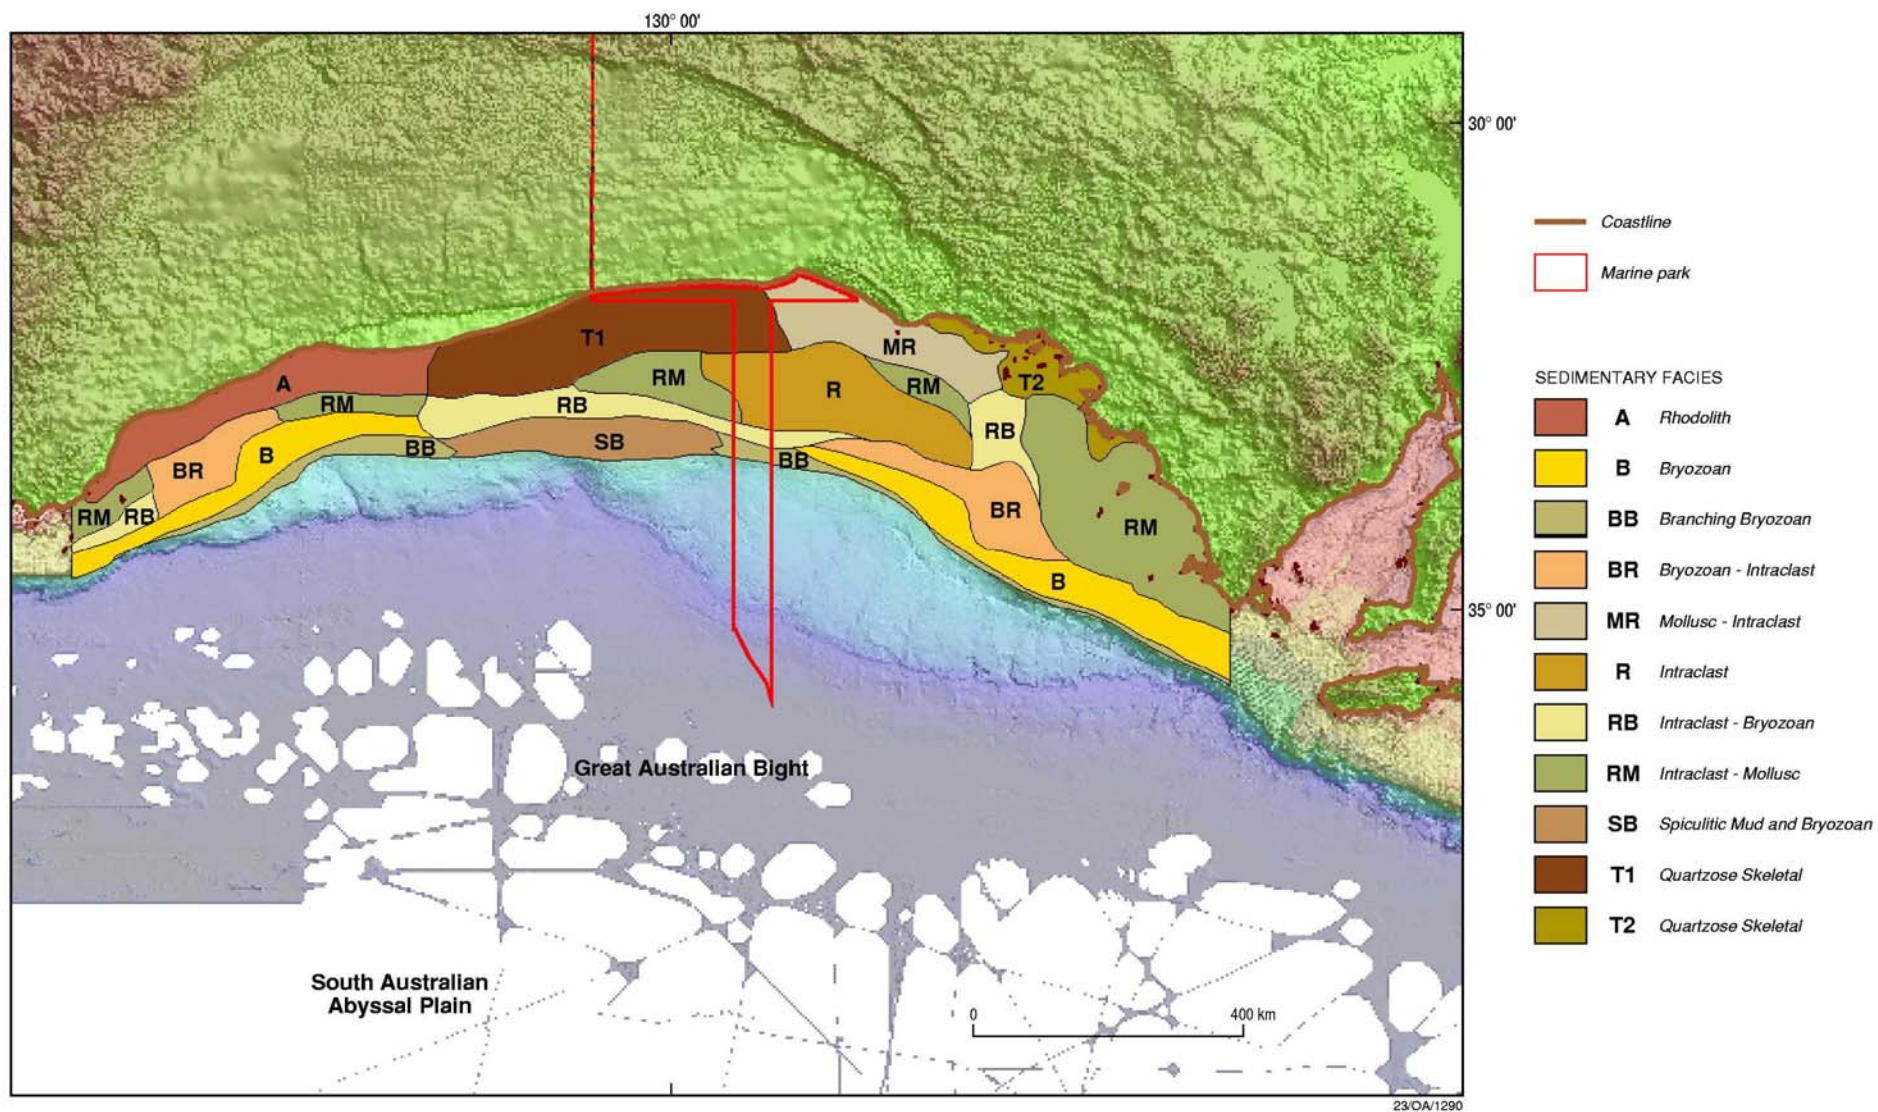 130° 00'
30° 00'
35° 00'
A
RM
BR
B
BB
RM
RB
T1
RM
RB
SB
BB
R
MR
RM
T2
RB
BR
RM
B
Great Australian Bight
South Australian
Abyssal Plain
0 400 km
Coastline
Marine park
SEDIMENTARY FACIES
A Rhodolith
B Bryozoan
BB Branching Bryozoan
BR Bryozoan - Intraclast
MR Mollusc - Intraclast
R Intraclast
RB Intraclast - Bryozoan
RM Intraclast - Mollusc
SB Spiculitic Mud and Bryozoan
T1 Quartzose Skeletal
T2 Quartzose Skeletal
23/OA/1290